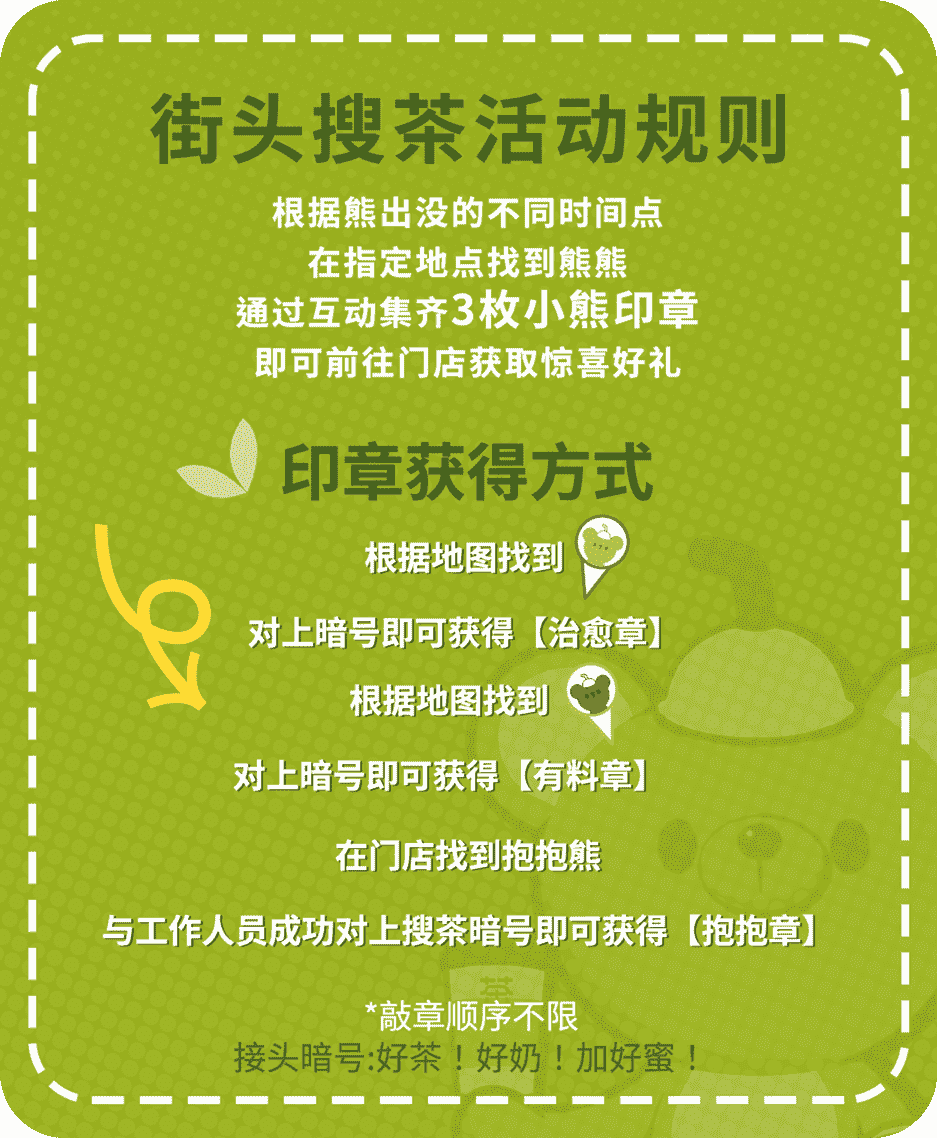 街头搜茶活动规则
根据熊出没的不同时间点
在指定地点找到熊熊
通过互动集齐3枚小熊印章
即可前往门店获取惊喜好礼
印章获得方式
根据地图找到
对上暗号即可获得【治愈章】
根据地图找到
对上暗号即可获得【有料章】
在门店找到抱抱熊
与工作人员成功对上搜茶暗号即可获得【抱抱章】
茶
*敲章顺序不限
接头暗号:好茶！好奶！加好蜜！